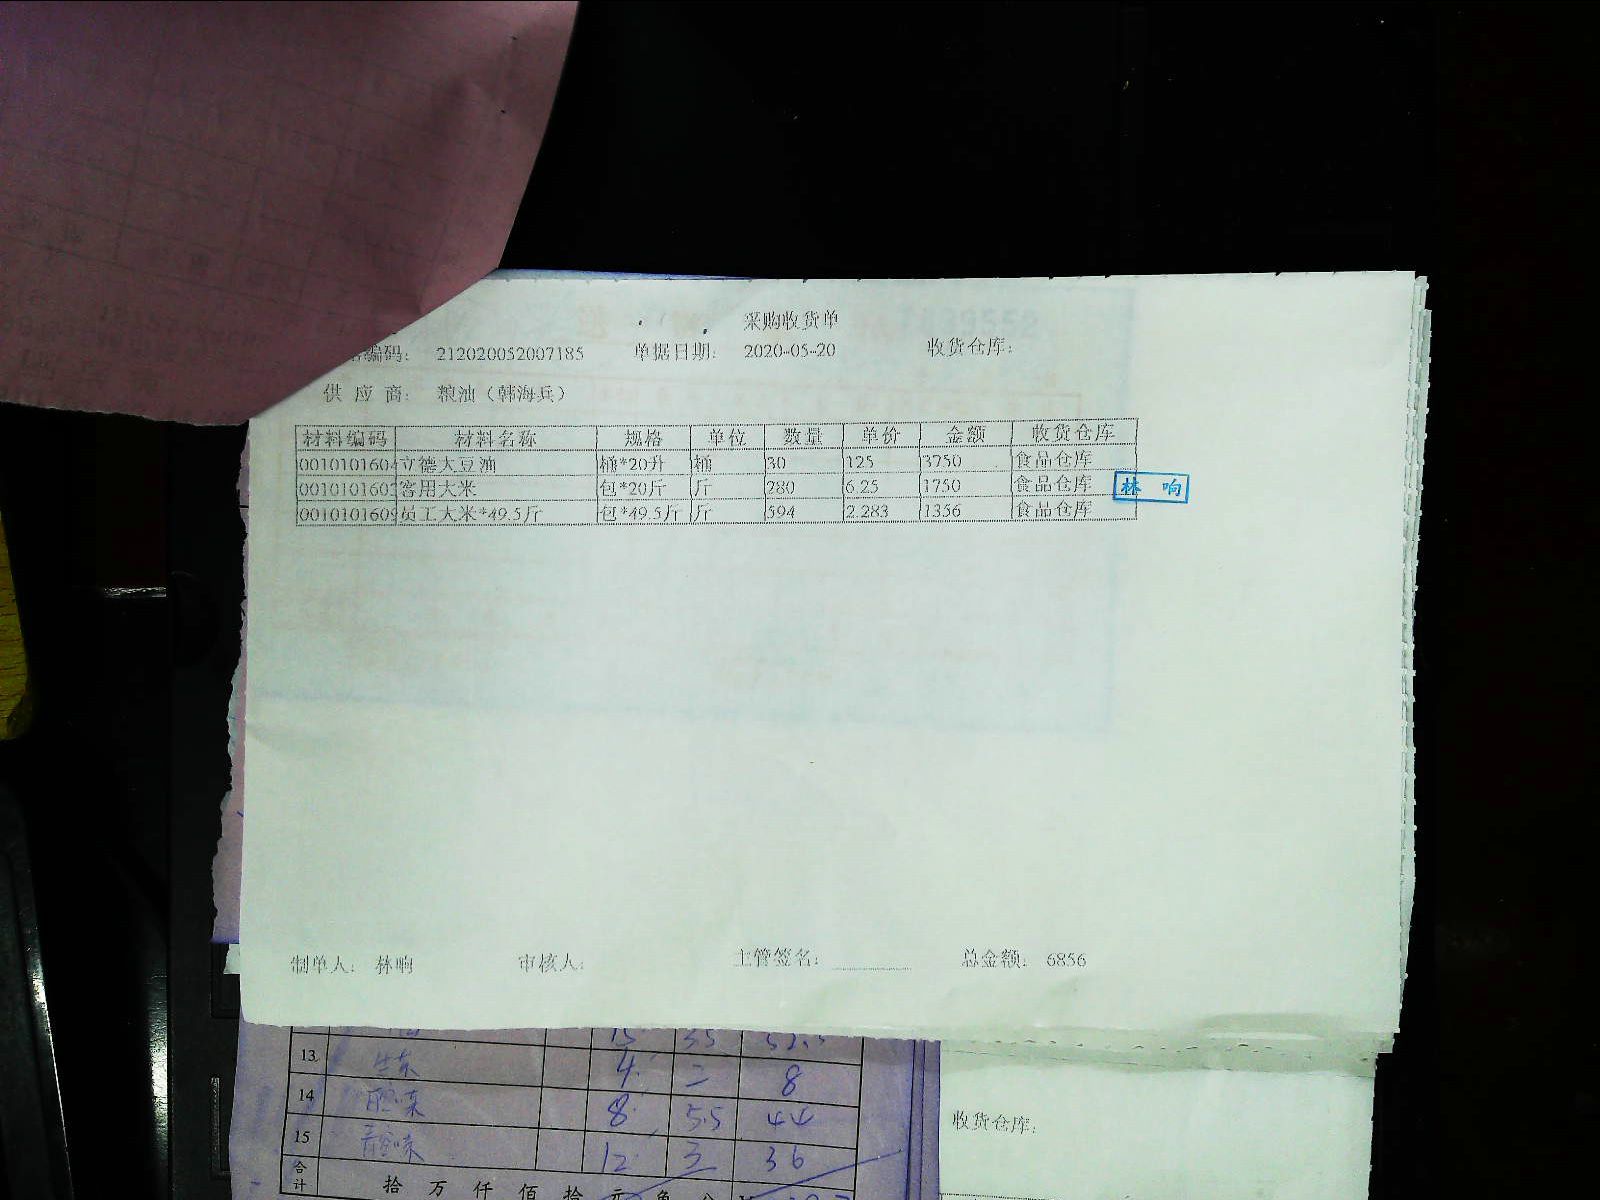 采购收货单
编码： 212020052007185 单据日期： 2020-05-20 收货仓库：
供 应 商： 粮油（韩海兵）
材料编码 材料名称 规格 单位 数量 单价 金额 收货仓库
0010101604 立德大豆油 桶*20升 桶 30 125 3750 食品仓库
001010160 客用大米 包*20斤 斤 280 6.25 1750 食品仓库
0010101609 员工大米*49.5斤 包*49.5斤 斤 594 2.283 1356 食品仓库
林 响
制单人： 林响 审核人： 主管签名： 总金额： 6856
13 4 2 8
14 8 5.5 44
15 12 3 36
合计 拾 万 仟 佰 拾 元 角 分
收货仓库：